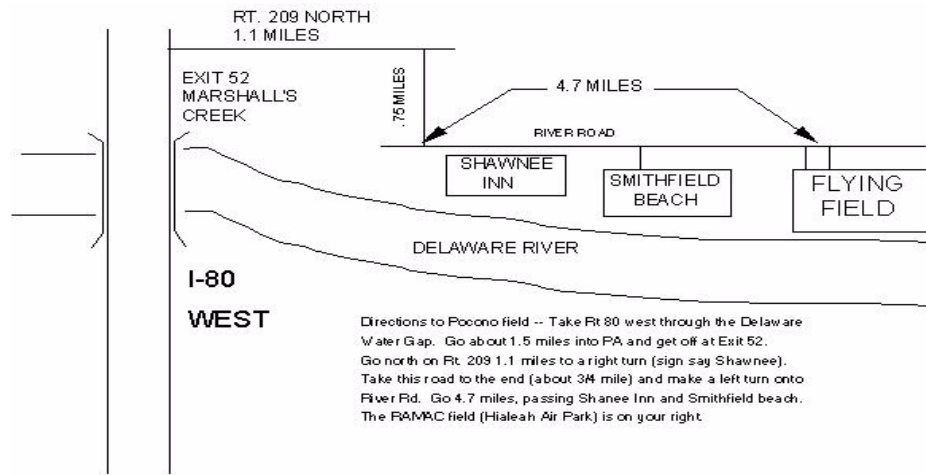 RT. 209 NORTH
1.1 MILES
EXIT 52
MARSHALL'S
CREEK
.75 MILES
4.7 MILES
RIVER ROAD
SHAWNEE
INN
SMITHFIELD
BEACH
FLYING
FIELD
DELAWARE RIVER
I-80
WEST
Directions to Pocono field -- Take Rt 80 west through the Delaware
Water Gap. Go about 1.5 miles into PA and get off at Exit 52.
Go north on Rt. 209 1.1 miles to a right turn (sign say Shawnee).
Take this road to the end (about 3/4 mile) and make a left turn onto
River Rd. Go 4.7 miles, passing Shanee Inn and Smithfield beach.
The RAMAC field (Hialeah Air Park) is on your right.